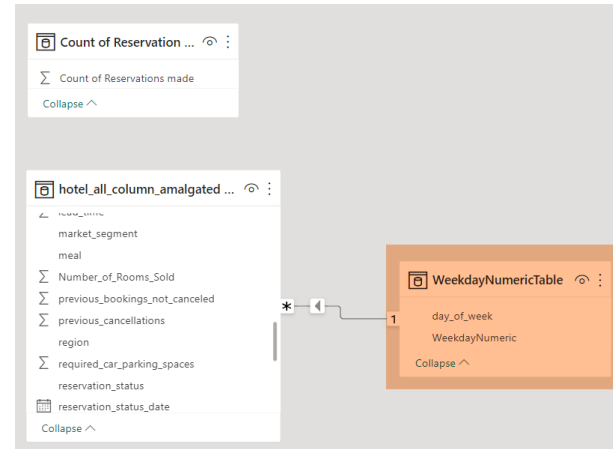 Count of Reservation ...
Count of Reservations made
Collapse
hotel_all_column_amalgated ...
lead_time
market_segment
meal
Number_of_Rooms_Sold
previous_bookings_not_canceled
previous_cancellations
region
required_car_parking_spaces
reservation_status
reservation_status_date
Collapse
* 1
WeekdayNumericTable
day_of_week
WeekdayNumeric
Collapse